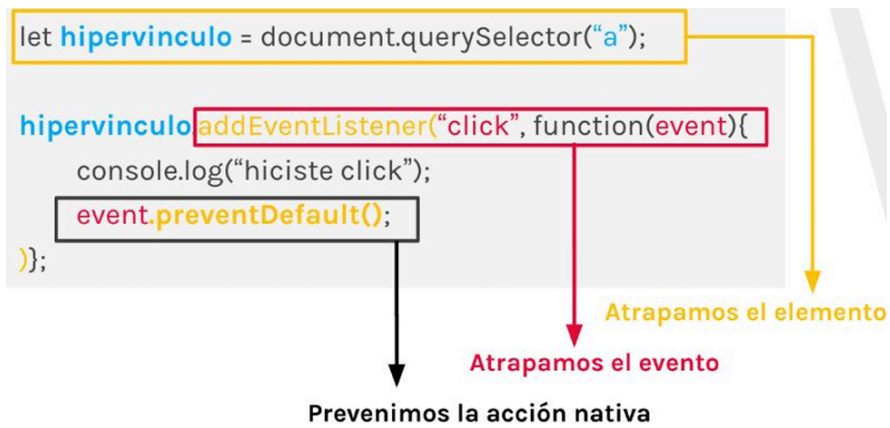 let hipervinculo = document.querySelector(“a”);
hipervinculo.addEventListener(“click”, function(event){
console.log(“hiciste click”);
event.preventDefault();
)};
Atrapamos el elemento
Atrapamos el evento
Prevenimos la acción nativa